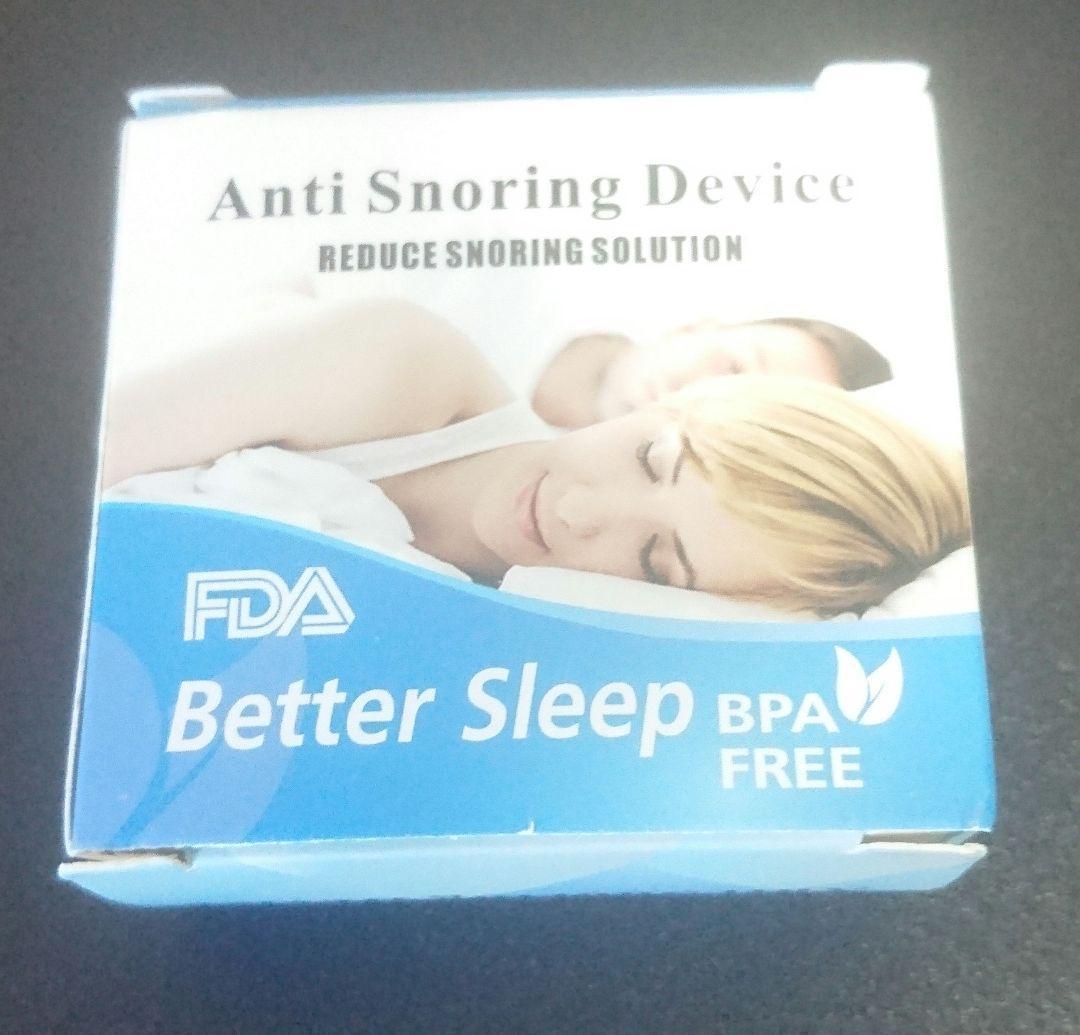 Anti Snoring Device
REDUCE SNORING SOLUTION
FDA
Better Sleep
BPA
FREE